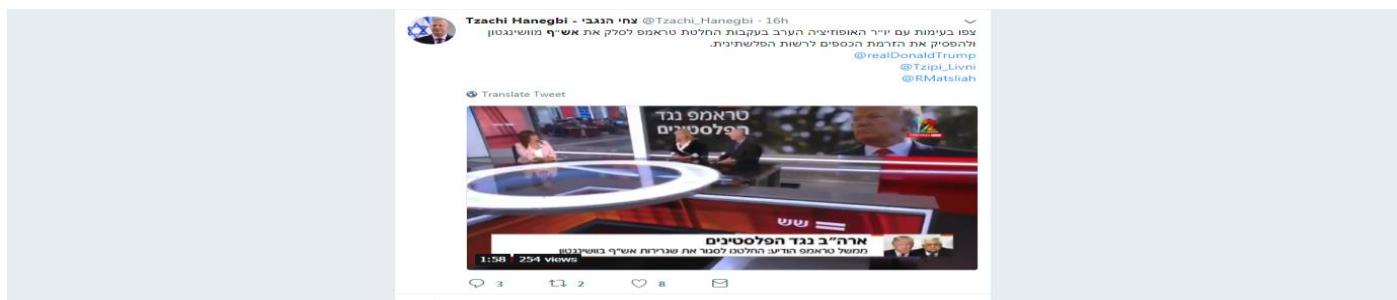 Tzachi Hanegbi - צחי הנגבי @Tzachi_Hanegbi · 16h
צפו בעימות עם יו״ר האופוזיציה הערב בעקבות החלטת טראמפ לסלק את אש״ף מוושינגטון
ולהפסיק את הזרמת הכספים לרשות הפלשתינית.
@realDonaldTrump
@Tzipi_Livni
@RMatsliah
Translate Tweet
טראמפ נגד
הפלסטינים
שש
ארה״ב נגד הפלסטינים
ממשל טראמפ הודיע: החלטנו לסגור את שגרירות אש״ף בוושינגטון
1:58 254 views
3 2 8